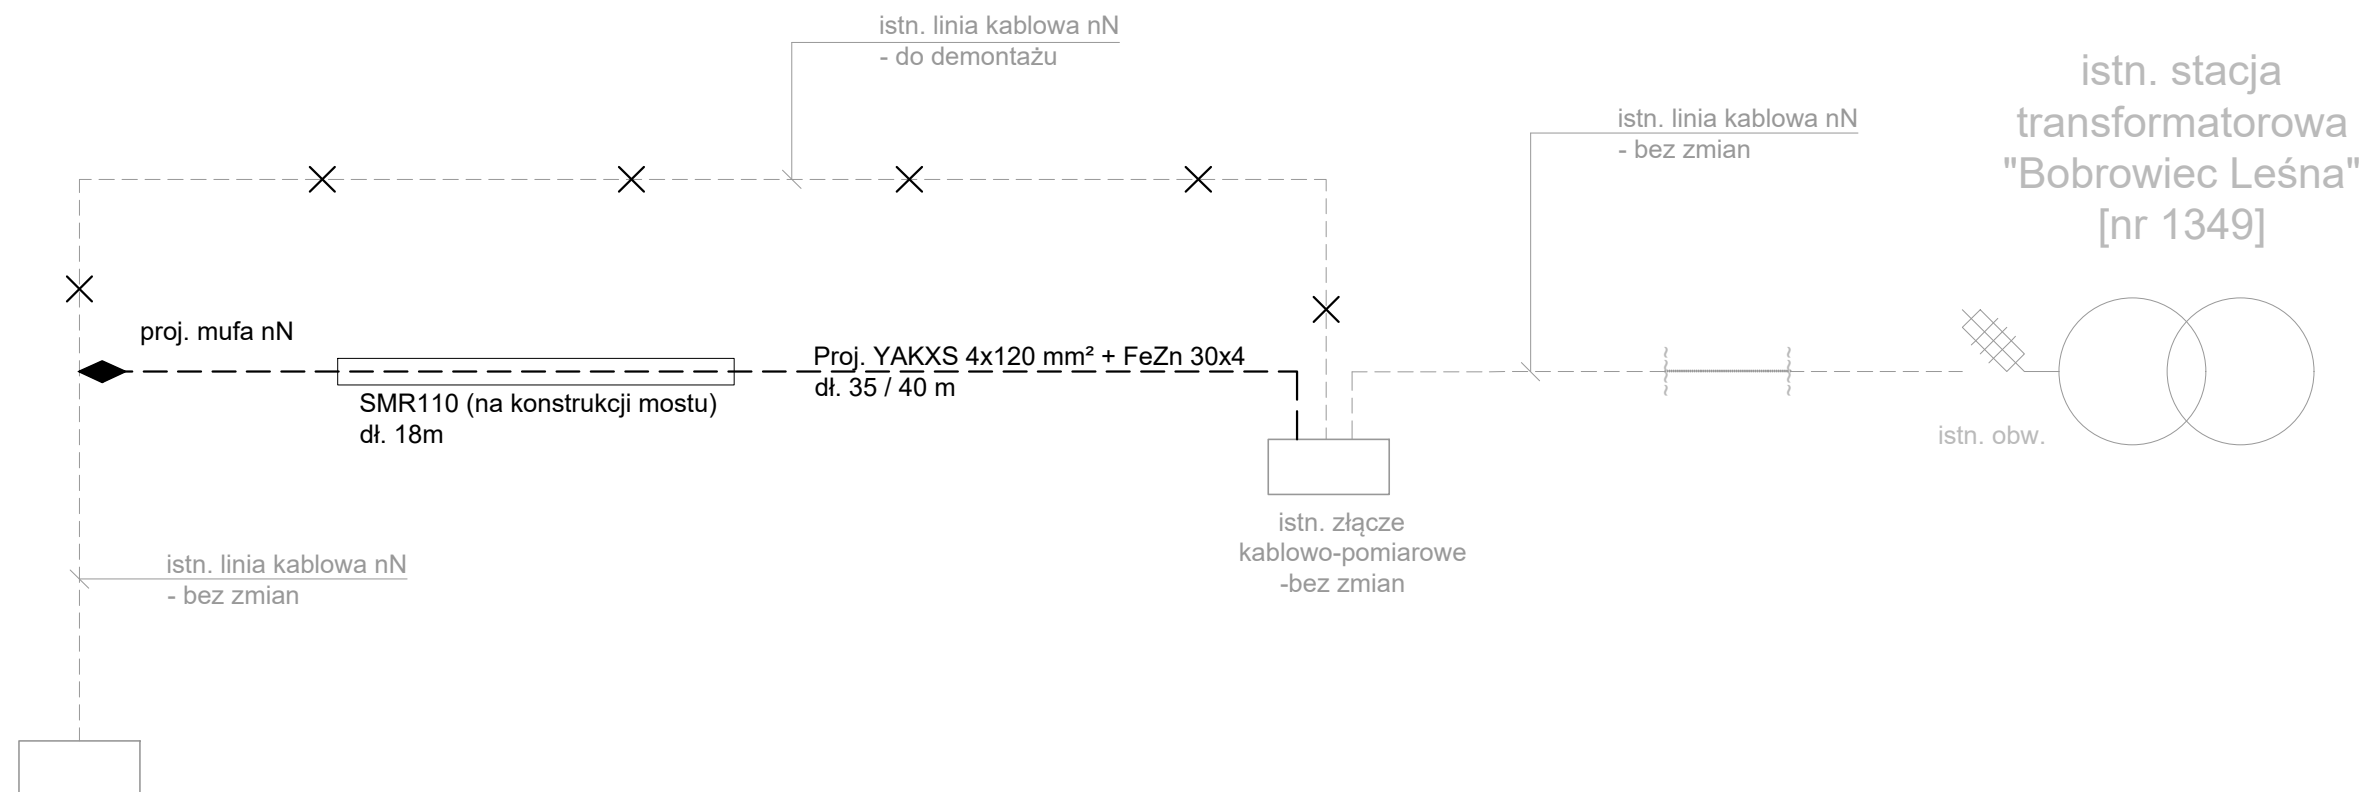 istn. linia kablowa nN
- do demontażu
istn. stacja
transformatorowa
"Bobrowiec Leśna"
[nr 1349]
istn. linia kablowa nN
- bez zmian
proj. mufa nN
Proj. YAKXS 4x120 mm² + FeZn 30x4
dł. 35 / 40 m
SMR110 (na konstrukcji mostu)
dł. 18m
istn. obw.
istn. złącze
kablowo-pomiarowe
-bez zmian
istn. linia kablowa nN
- bez zmian